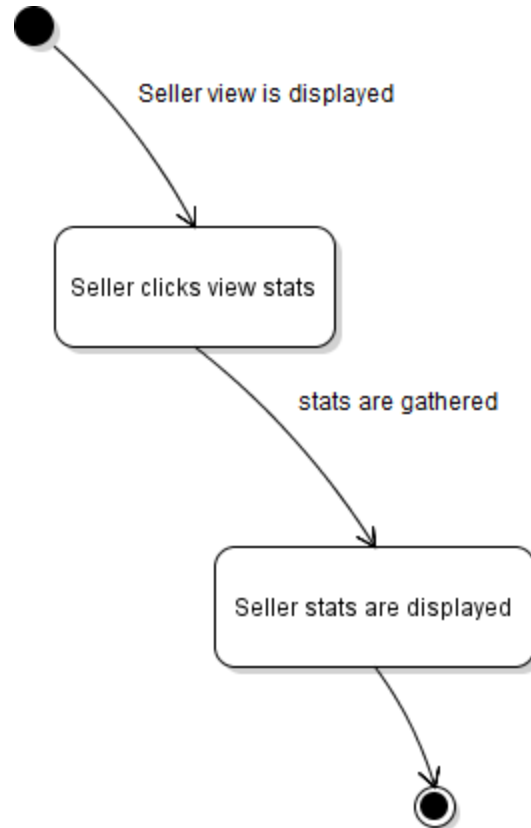 Seller view is displayed
Seller clicks view stats
stats are gathered
Seller stats are displayed